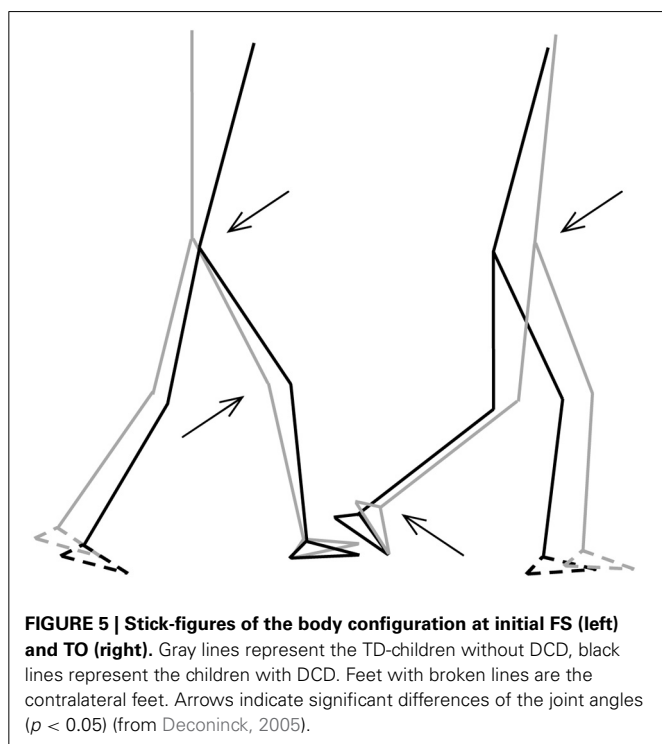 FIGURE 5 | Stick-figures of the body configuration at initial FS (left)
and TO (right). Gray lines represent the TD-children without DCD, black
lines represent the children with DCD. Feet with broken lines are the
contralateral feet. Arrows indicate significant differences of the joint angles
(p < 0.05) (from Deconinck, 2005).